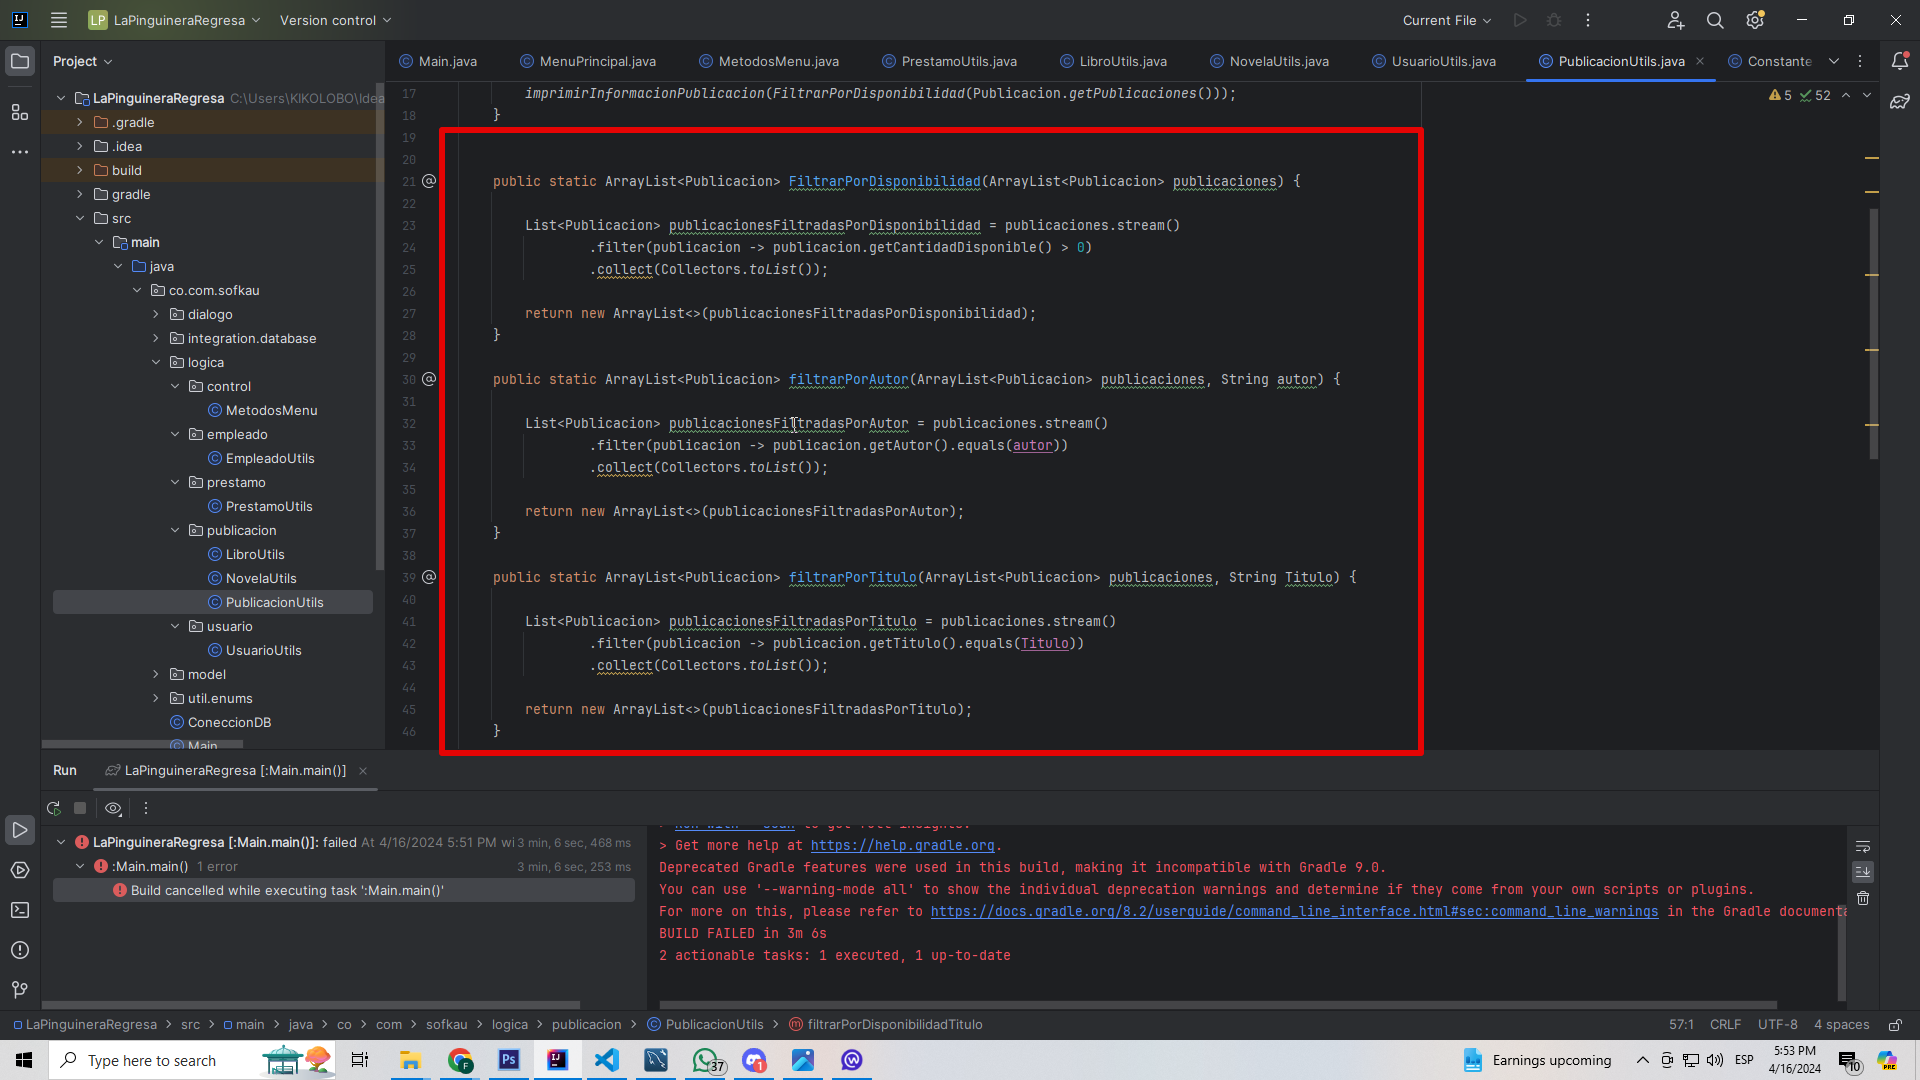 LP LaPinguineraRegresa Version control Current File
Project
Main.java MenuPrincipal.java MetodosMenu.java PrestamoUtils.java LibroUtils.java NovelaUtils.java UsuarioUtils.java PublicacionUtils.java Constante
LaPinguineraRegresa C:\Users\KIKOLOBO\Idea
.gradle
.idea
build
gradle
src
main
java
co.com.sofkau
dialogo
integration.database
logica
control
MetodosMenu
empleado
EmpleadoUtils
prestamo
PrestamoUtils
publicacion
LibroUtils
NovelaUtils
PublicacionUtils
usuario
UsuarioUtils
model
util.enums
ConeccionDB
Main
5 52
17 imprimirInformacionPublicacion(FiltrarPorDisponibilidad(Publicacion.getPublicaciones()));
18 }
19
20
21 public static ArrayList<Publicacion> FiltrarPorDisponibilidad(ArrayList<Publicacion> publicaciones) {
22
23 List<Publicacion> publicacionesFiltradasPorDisponibilidad = publicaciones.stream()
24 .filter(publicacion -> publicacion.getCantidadDisponible() > 0)
25 .collect(Collectors.toList());
26
27 return new ArrayList<>(publicacionesFiltradasPorDisponibilidad);
28 }
29
30 public static ArrayList<Publicacion> filtrarPorAutor(ArrayList<Publicacion> publicaciones, String autor) {
31
32 List<Publicacion> publicacionesFiltradasPorAutor = publicaciones.stream()
33 .filter(publicacion -> publicacion.getAutor().equals(autor))
34 .collect(Collectors.toList());
35
36 return new ArrayList<>(publicacionesFiltradasPorAutor);
37 }
38
39 public static ArrayList<Publicacion> filtrarPorTitulo(ArrayList<Publicacion> publicaciones, String Titulo) {
40
41 List<Publicacion> publicacionesFiltradasPorTitulo = publicaciones.stream()
42 .filter(publicacion -> publicacion.getTitulo().equals(Titulo))
43 .collect(Collectors.toList());
44
45 return new ArrayList<>(publicacionesFiltradasPorTitulo);
46 }
Run LaPinguineraRegresa [:Main.main()]
LaPinguineraRegresa [:Main.main()]: failed At 4/16/2024 5:51 PM wi 3 min, 6 sec, 468 ms
:Main.main() 1 error 3 min, 6 sec, 253 ms
Build cancelled while executing task ':Main.main()'
> Get more help at https://help.gradle.org.
Deprecated Gradle features were used in this build, making it incompatible with Gradle 9.0.
You can use '--warning-mode all' to show the individual deprecation warnings and determine if they come from your own scripts or plugins.
For more on this, please refer to https://docs.gradle.org/8.2/userguide/command_line_interface.html#sec:command_line_warnings in the Gradle documenta
BUILD FAILED in 3m 6s
2 actionable tasks: 1 executed, 1 up-to-date
LaPinguineraRegresa > src > main > java > co > com > sofkau > logica > publicacion > PublicacionUtils > filtrarPorDisponibilidadTitulo 57:1 CRLF UTF-8 4 spaces
Type here to search Ps 37 1 Earnings upcoming ESP 5:53 PM 4/16/2024 10 PRE